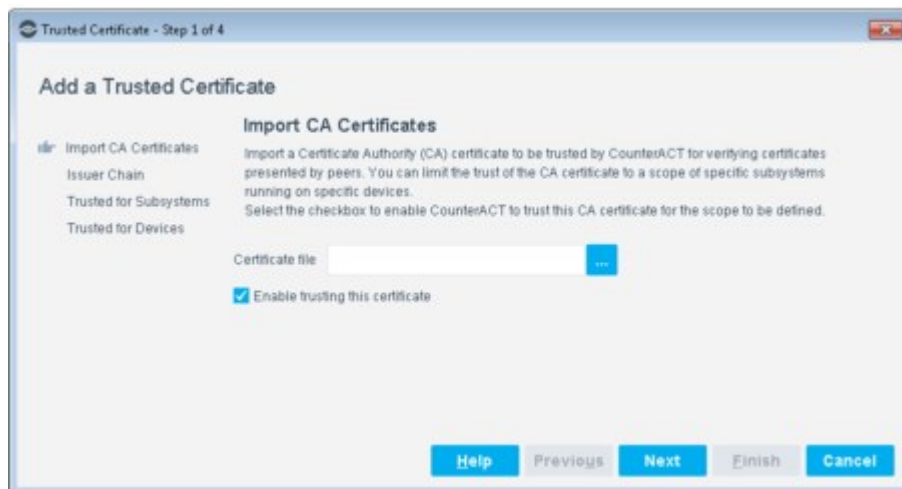 Trusted Certificate - Step 1 of 4
Add a Trusted Certificate
Import CA Certificates
Issuer Chain
Trusted for Subsystems
Trusted for Devices
Import CA Certificates
Import a Certificate Authority (CA) certificate to be trusted by CounterACT for verifying certificates
presented by peers. You can limit the trust of the CA certificate to a scope of specific subsystems
running on specific devices.
Select the checkbox to enable CounterACT to trust this CA certificate for the scope to be defined.
Certificate file
...
Enable trusting this certificate
Help Previous Next Finish Cancel